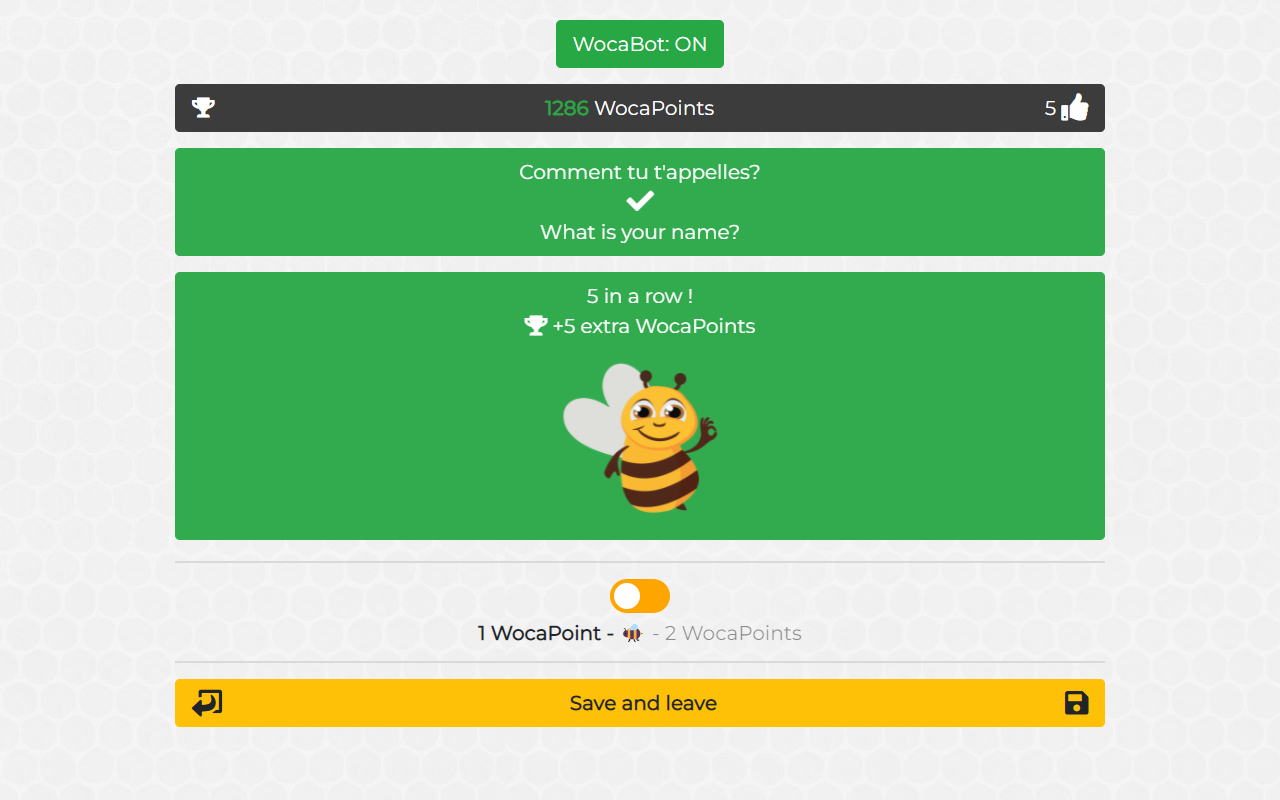 WocaBot: ON
1286 WocaPoints
5
Comment tu t'appelles?
What is your name?
5 in a row !
+5 extra WocaPoints
1 WocaPoint - - 2 WocaPoints
Save and leave